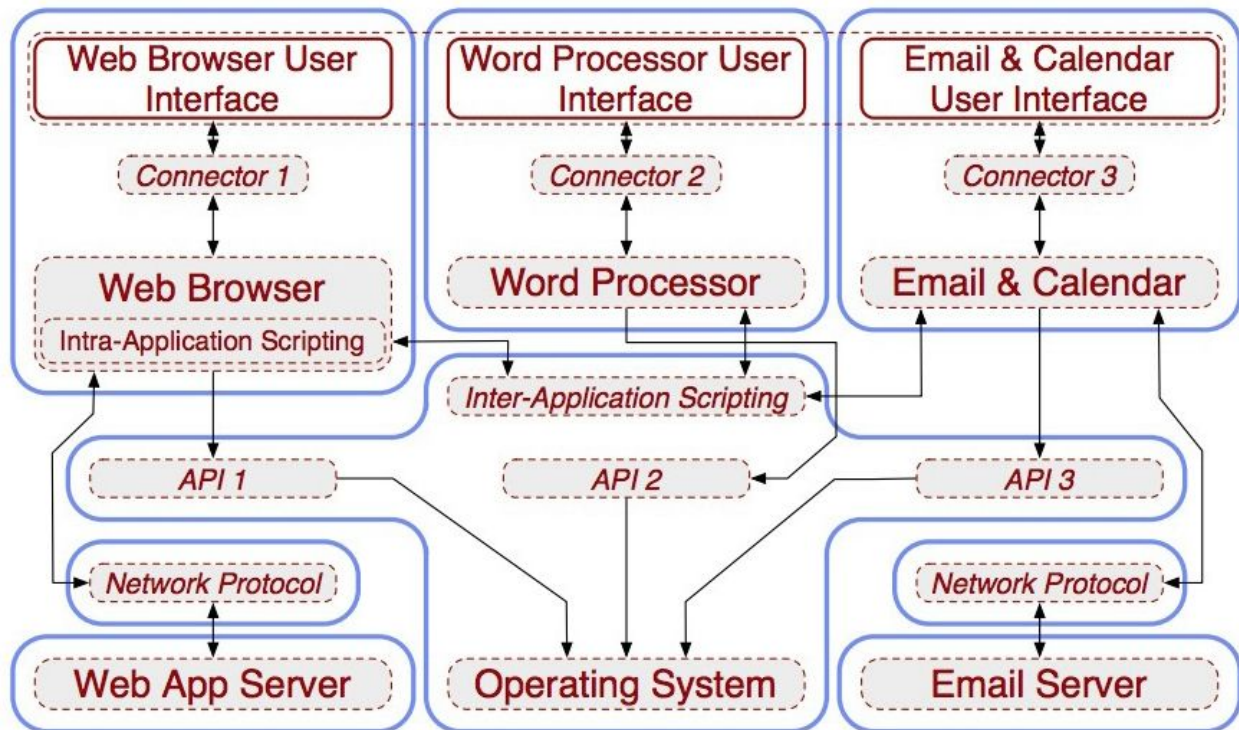 Web Browser User
Interface
Word Processor User
Interface
Email & Calendar
User Interface
Connector 1
Connector 2
Connector 3
Web Browser
Intra-Application Scripting
Word Processor
Email & Calendar
Inter-Application Scripting
API 1
API 2
API 3
Network Protocol
Network Protocol
Web App Server
Operating System
Email Server